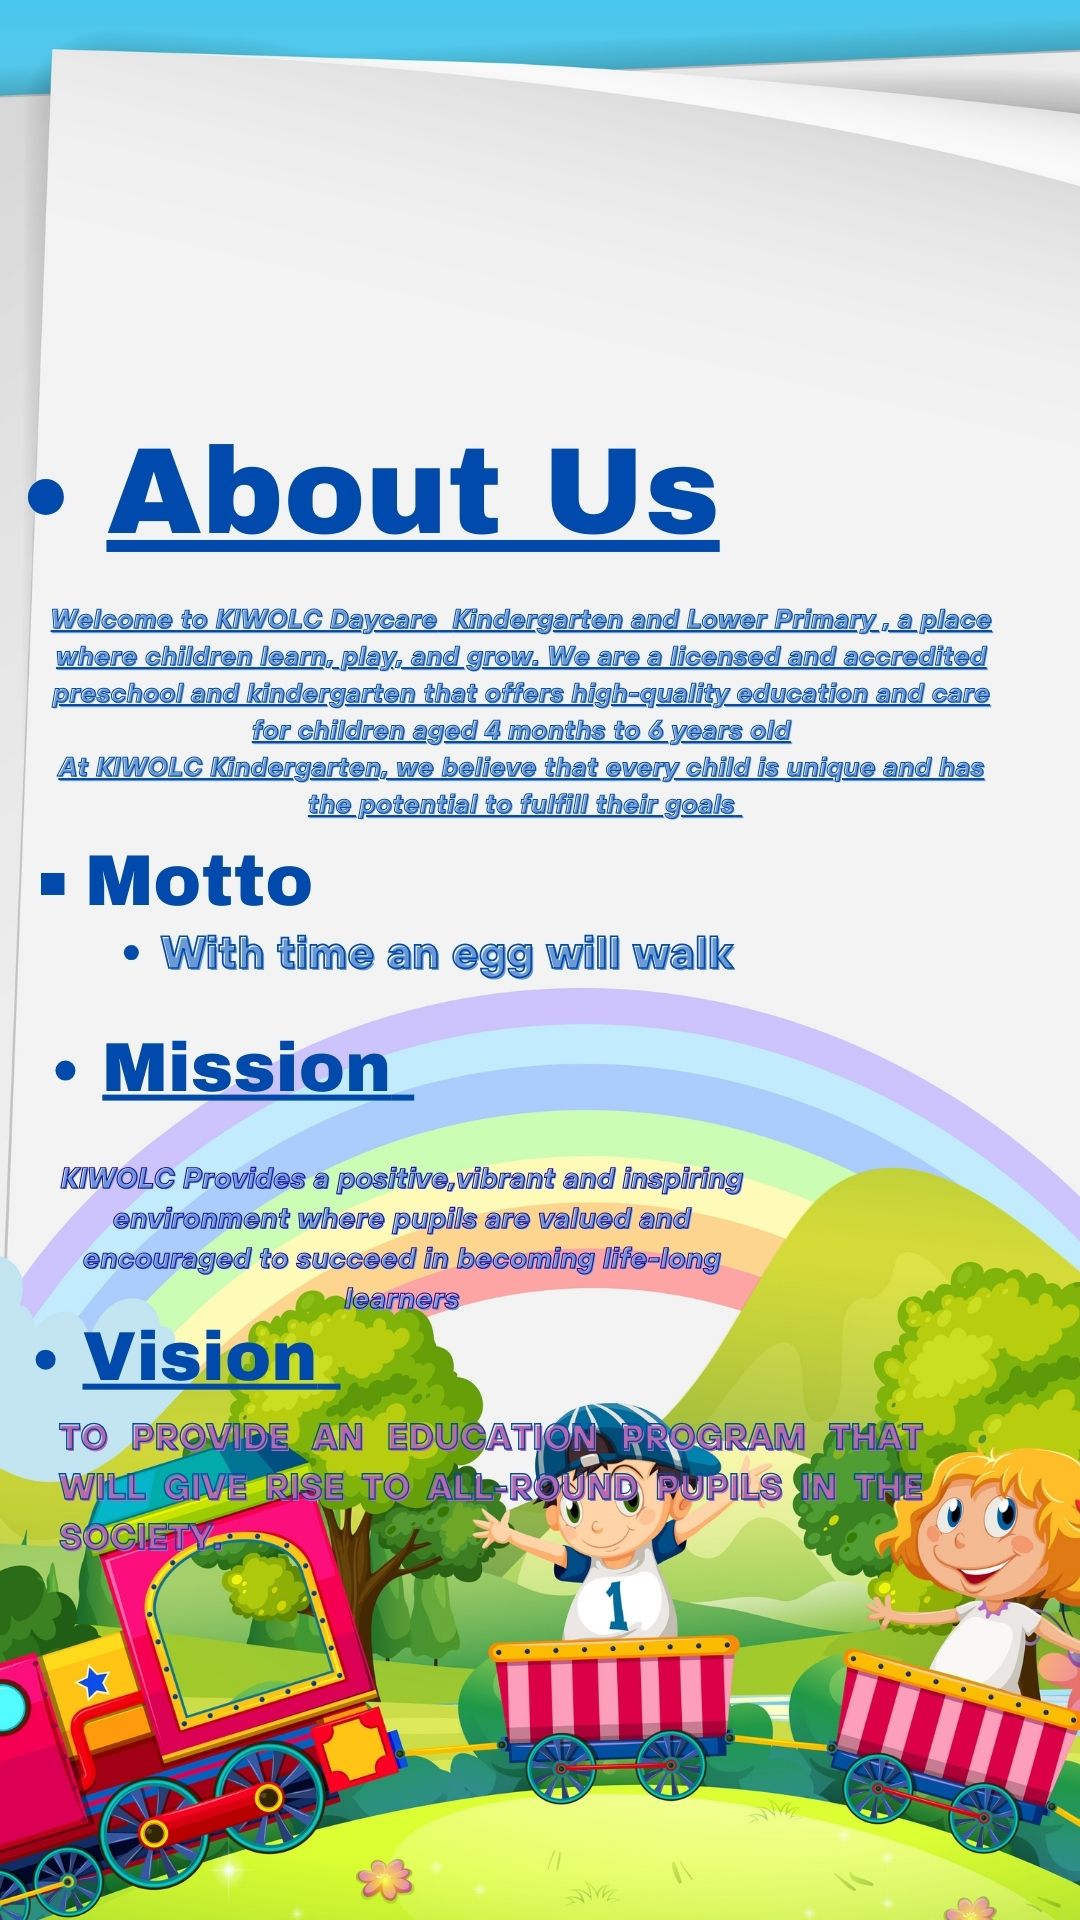 • About Us
Welcome to KIWOLC Daycare  Kindergarten and Lower Primary , a place
where children learn, play, and grow. We are a licensed and accredited
preschool and kindergarten that offers high-quality education and care
for children aged 4 months to 6 years old
At KIWOLC Kindergarten, we believe that every child is unique and has
the potential to fulfill their goals
▪ Motto
• With time an egg will walk
• Mission
KIWOLC Provides a positive,vibrant and inspiring
environment where pupils are valued and
encouraged to succeed in becoming life-long
learners
• Vision
TO PROVIDE AN EDUCATION PROGRAM THAT
WILL GIVE RISE TO ALL-ROUND PUPILS IN THE
SOCIETY.
1